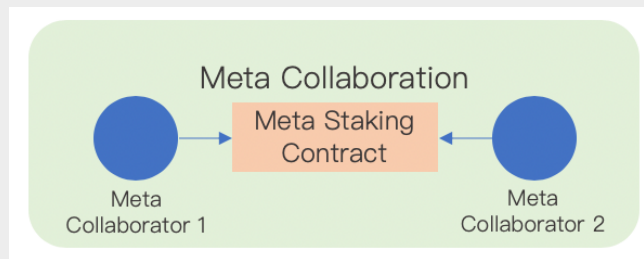 Meta Collaboration
Meta Staking
Contract
Meta
Collaborator 1
Meta
Collaborator 2